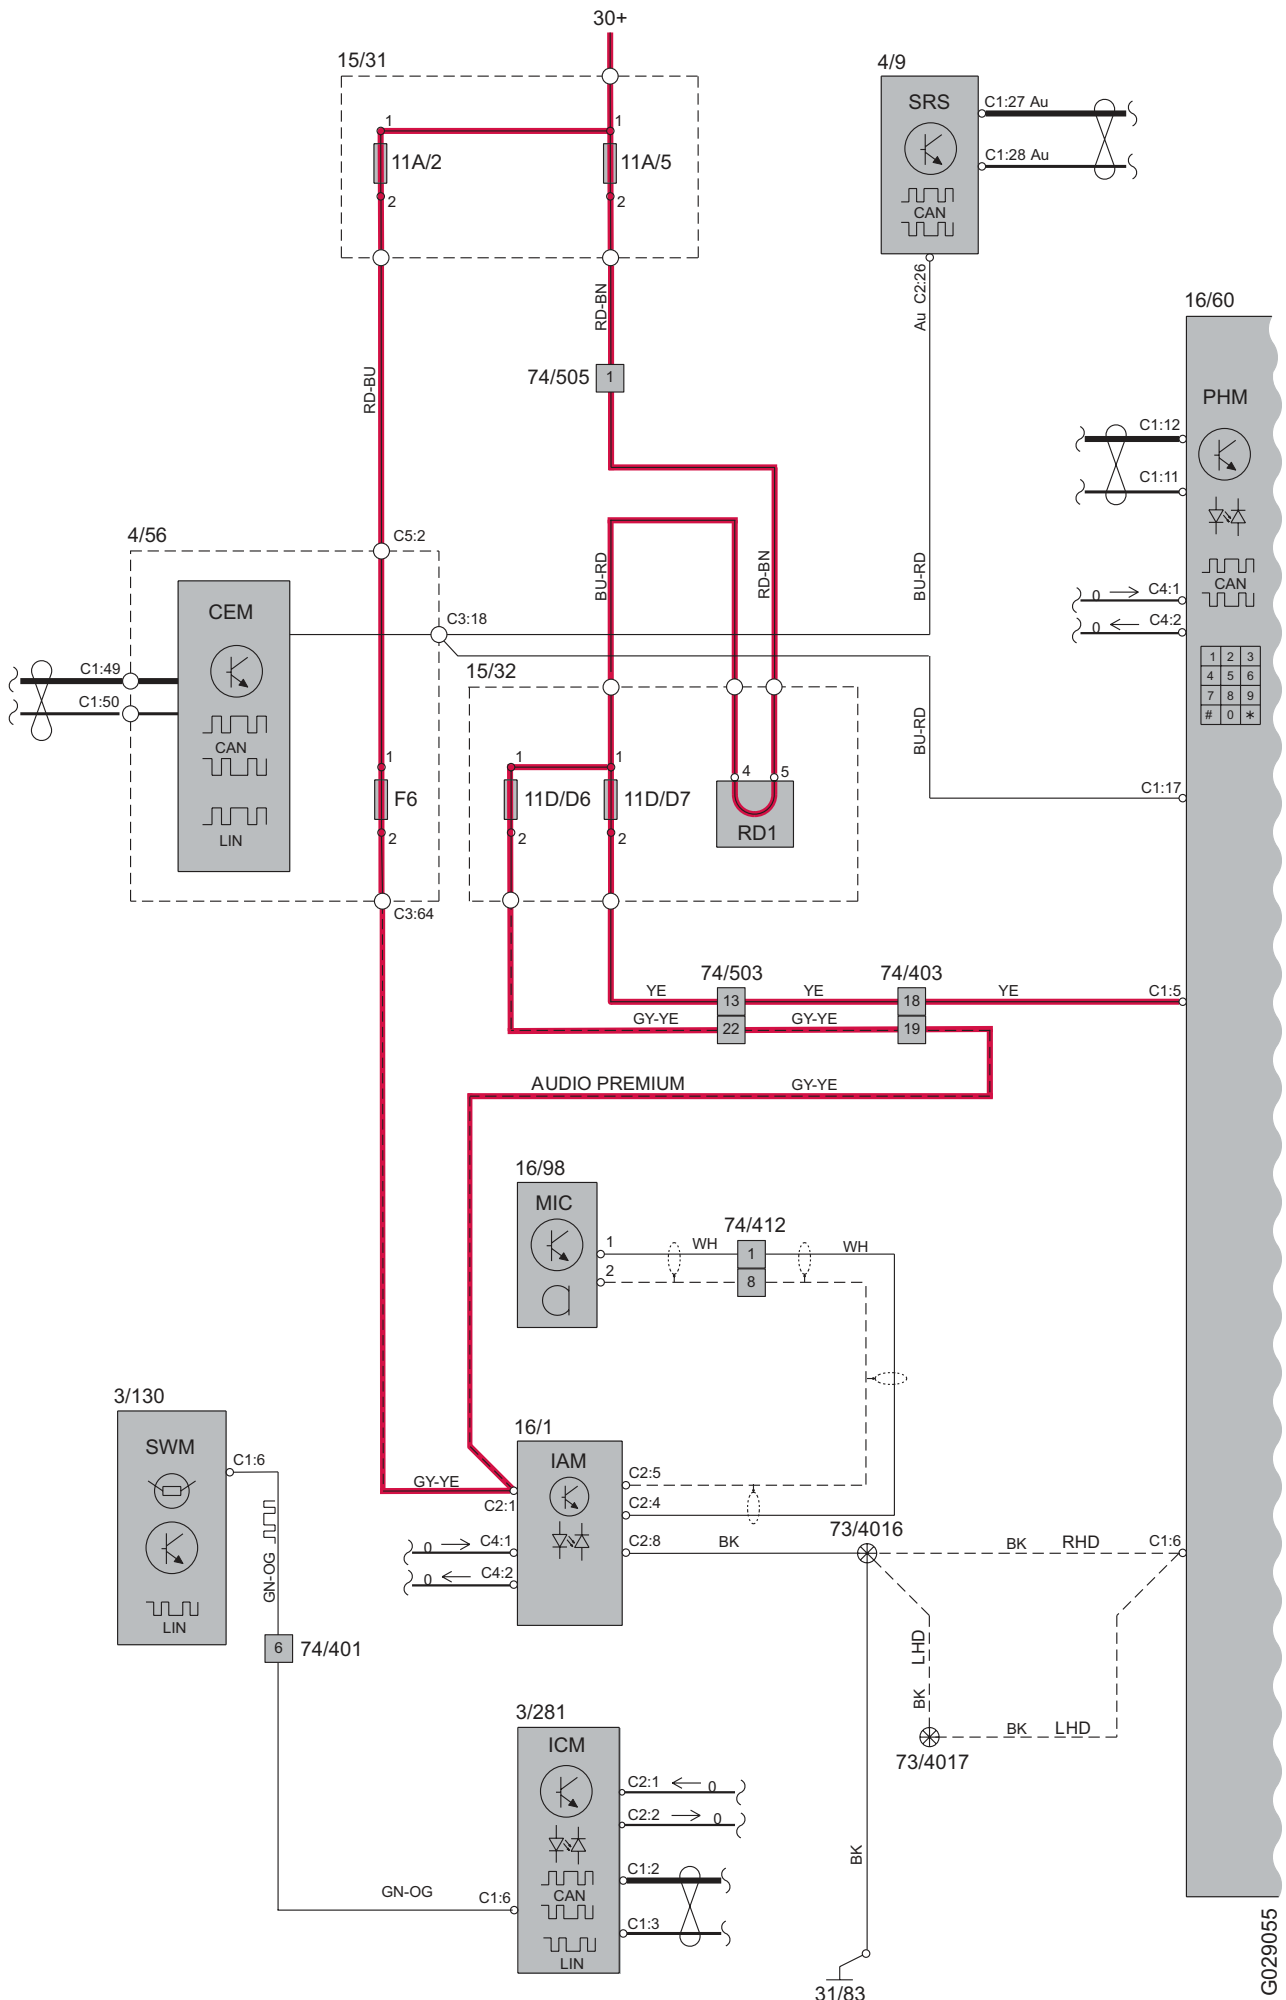 30+
15/31
4/9
SRS
C1:27 Au
1
1
11A/2
11A/5
C1:28 Au
2
2
CAN
RD-BN
Au C2:26
16/60
RD-BU
74/505
1
PHM
C1:12
C1:11
4/56
C5:2
BU-RD
RD-BN
BU-RD
CAN
0
C4:1
CEM
C3:18
0
C4:2
C1:49
15/32
1 2 3
4 5 6
7 8 9
# 0 *
C1:50
BU-RD
CAN
1
1
1
4
5
C1:17
F6
11D/D6
11D/D7
LIN
2
2
2
RD1
C3:64
74/503
74/403
YE
13
YE
18
YE
C1:5
GY-YE
22
GY-YE
19
AUDIO PREMIUM
GY-YE
16/98
MIC
74/412
1
WH
1
WH
2
8
3/130
16/1
SWM
C1:6
IAM
C2:5
GY-YE
C2:1
C2:4
73/4016
GN-OG
0
C4:1
C2:8
BK
BK
RHD
C1:6
0
C4:2
LIN
6
74/401
LHD
BK
3/281
BK
LHD
ICM
73/4017
C2:1
0
C2:2
0
BK
C1:2
CAN
GN-OG
C1:6
C1:3
LIN
31/83
G029055